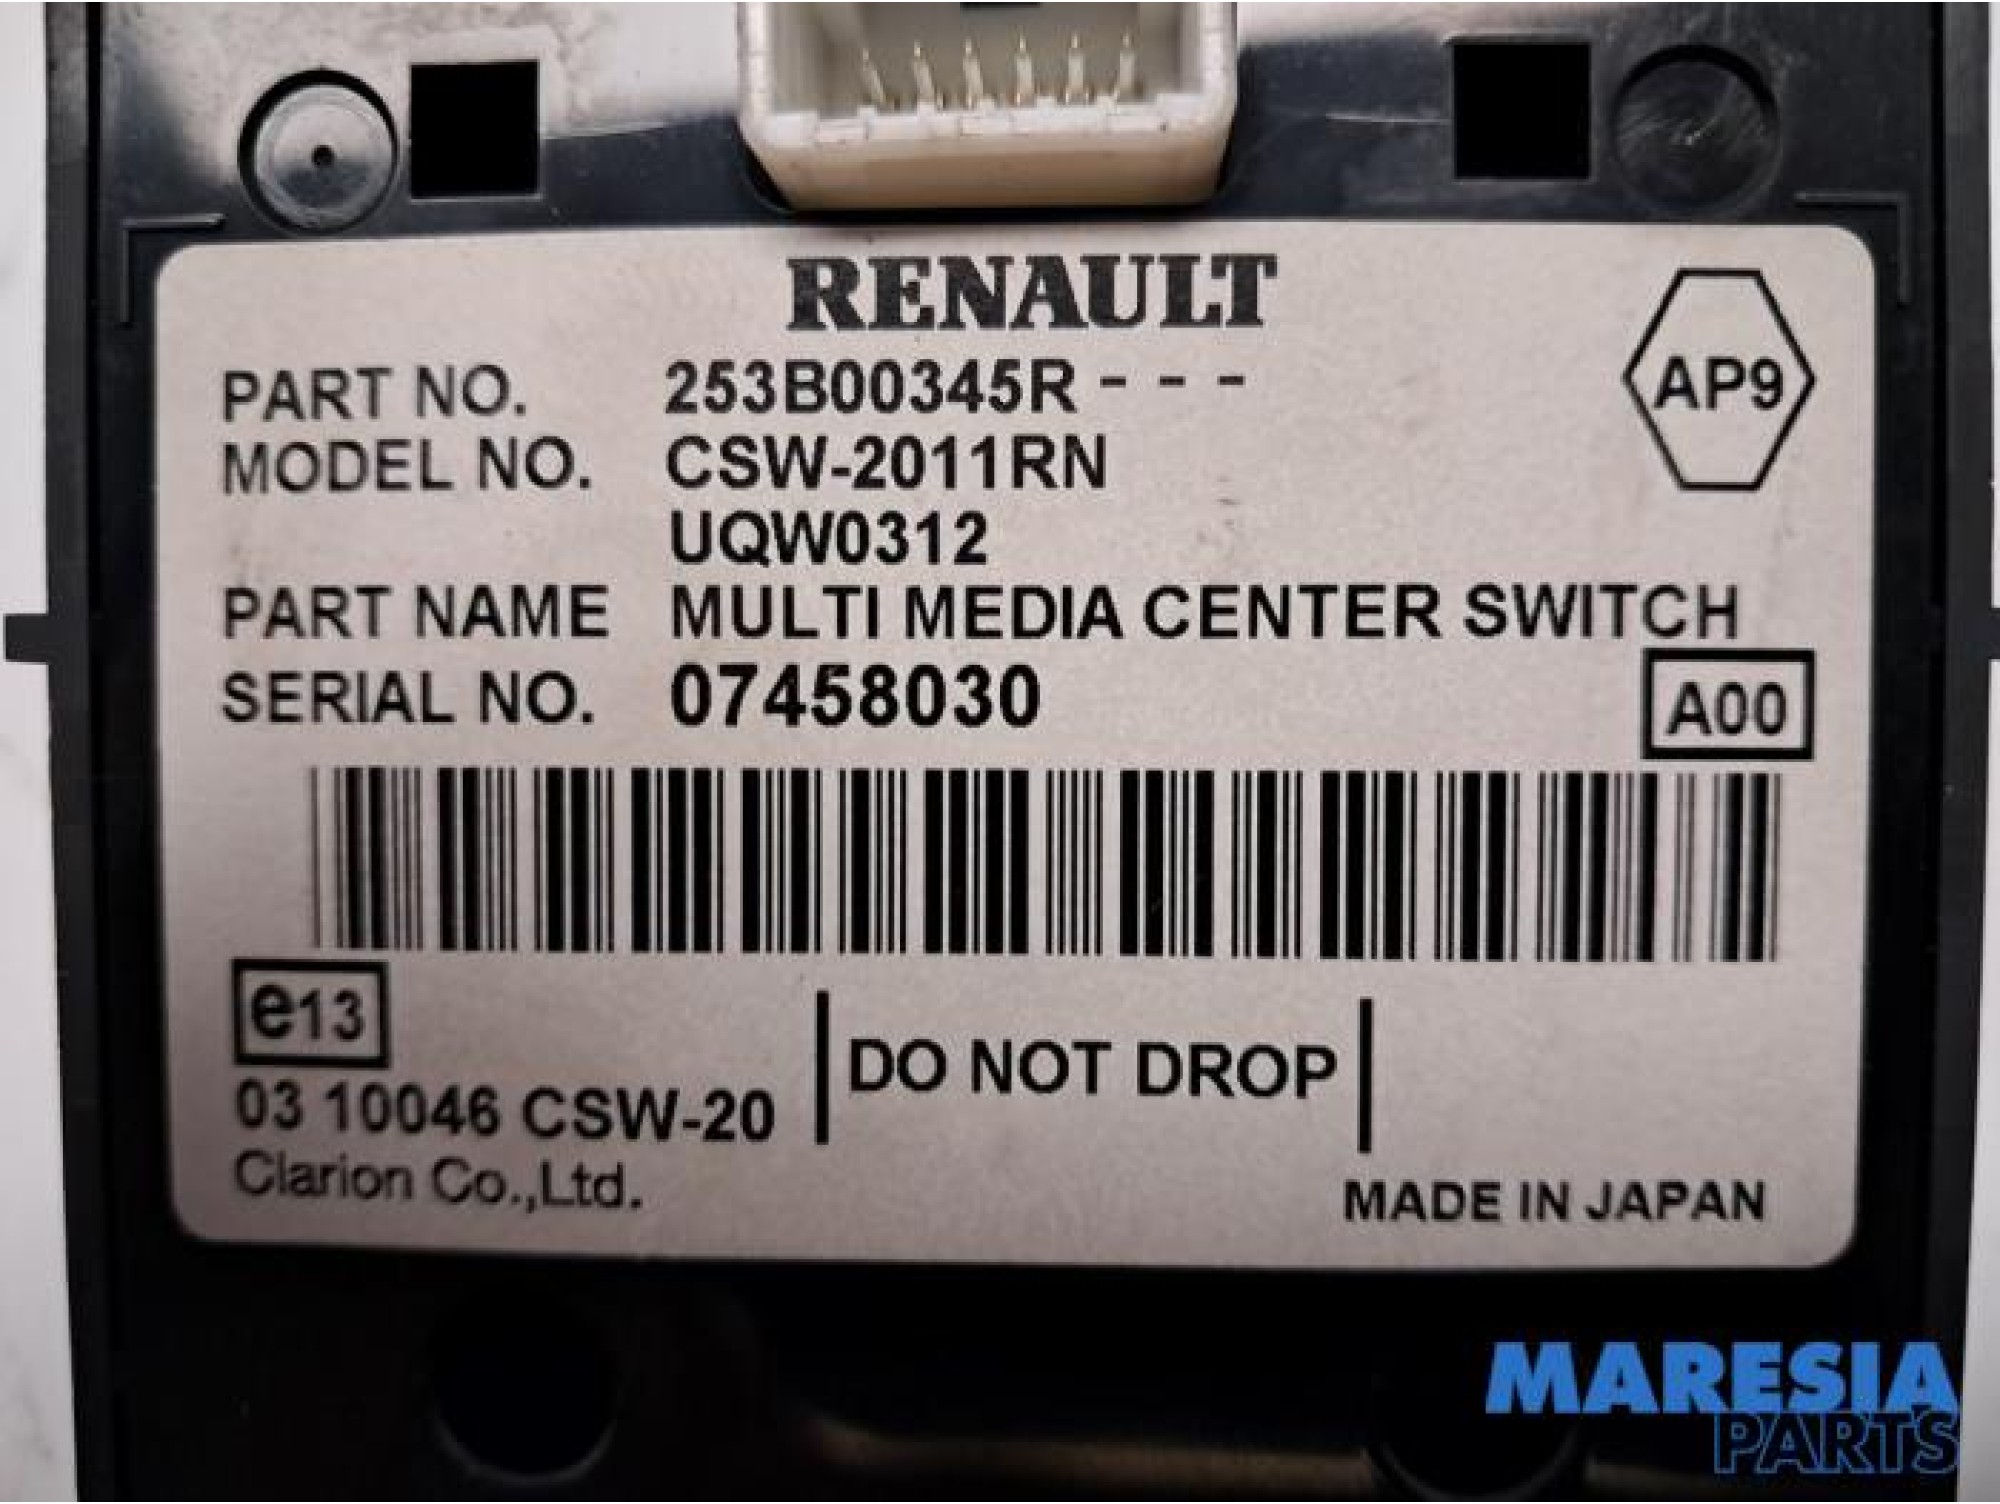 RENAULT
PART NO. 253B00345R - - -
AP9
MODEL NO. CSW-2011RN
UQW0312
PART NAME MULTI MEDIA CENTER SWITCH
SERIAL NO. 07458030
A00
e13
03 10046 CSW-20
DO NOT DROP
Clarion Co.,Ltd.
MADE IN JAPAN
MARESIA
PARTS